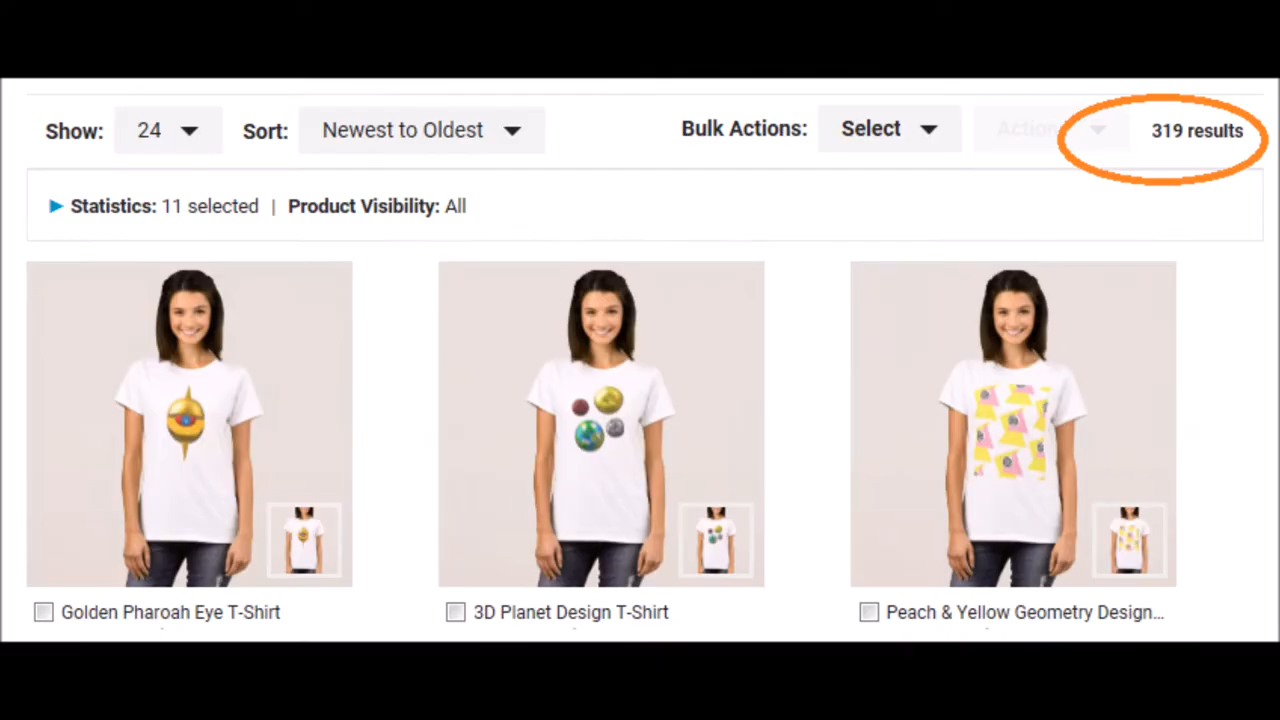 Show: 24 Sort: Newest to Oldest Bulk Actions: Select Actions 319 results
Statistics: 11 selected | Product Visibility: All
Golden Pharoah Eye T-Shirt 3D Planet Design T-Shirt Peach & Yellow Geometry Design...